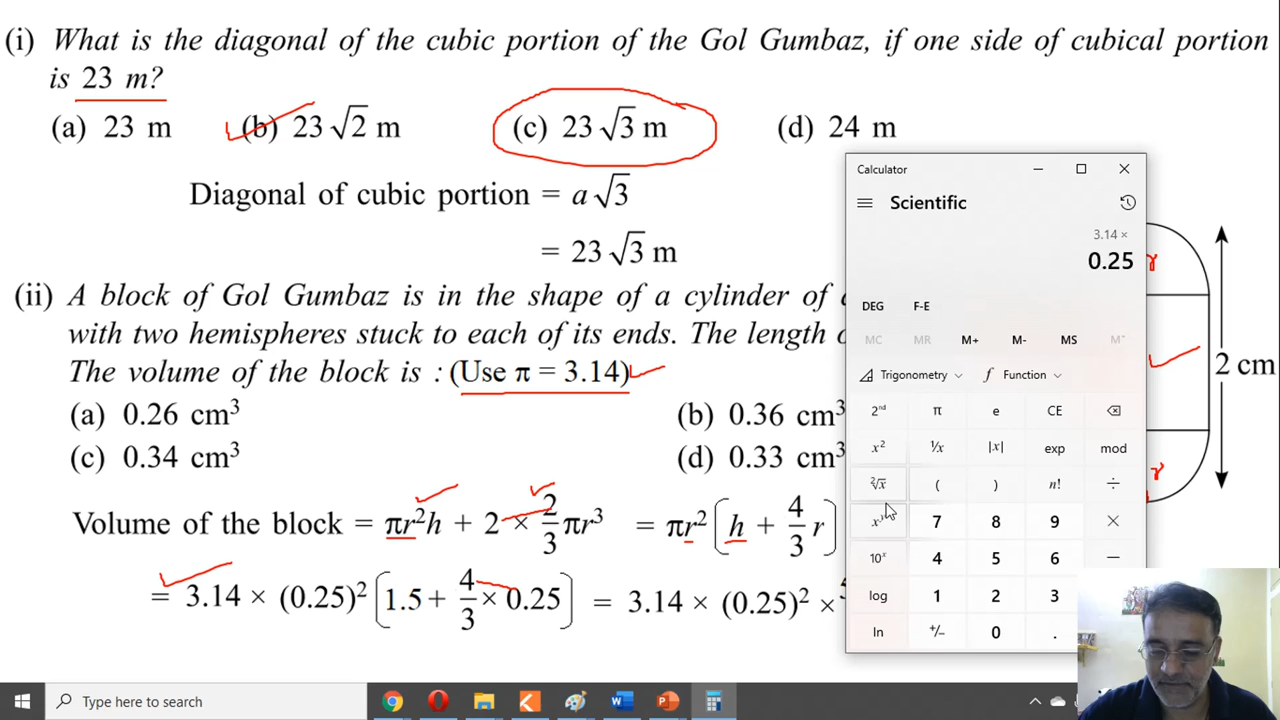 (i) What is the diagonal of the cubic portion of the Gol Gumbaz, if one side of cubical portion
is 23 m?
(a) 23 m (b) 23 √2 m (c) 23 √3 m (d) 24 m
Diagonal of cubic portion = a √3
= 23 √3 m
(ii) A block of Gol Gumbaz is in the shape of a cylinder of
with two hemispheres stuck to each of its ends. The length
The volume of the block is : (Use π = 3.14)
(a) 0.26 cm³ (b) 0.36 cm³
(c) 0.34 cm³ (d) 0.33 cm³
Volume of the block = πr²h + 2 × 2/3 πr³ = πr² [h + 4/3 r]
= 3.14 × (0.25)² [1.5 + 4/3 × 0.25] = 3.14 × (0.25)² ×
r
2 cm
r
Calculator
Scientific
3.14 ×
0.25
DEG F-E
MC MR M+ M- MS M˅
Trigonometry Function
2ⁿᵈ π e CE
x² ¹/x |x| exp mod
²√x ( ) n! ÷
xʸ 7 8 9 ×
10ˣ 4 5 6 −
log 1 2 3
ln +/− 0 .
Type here to search